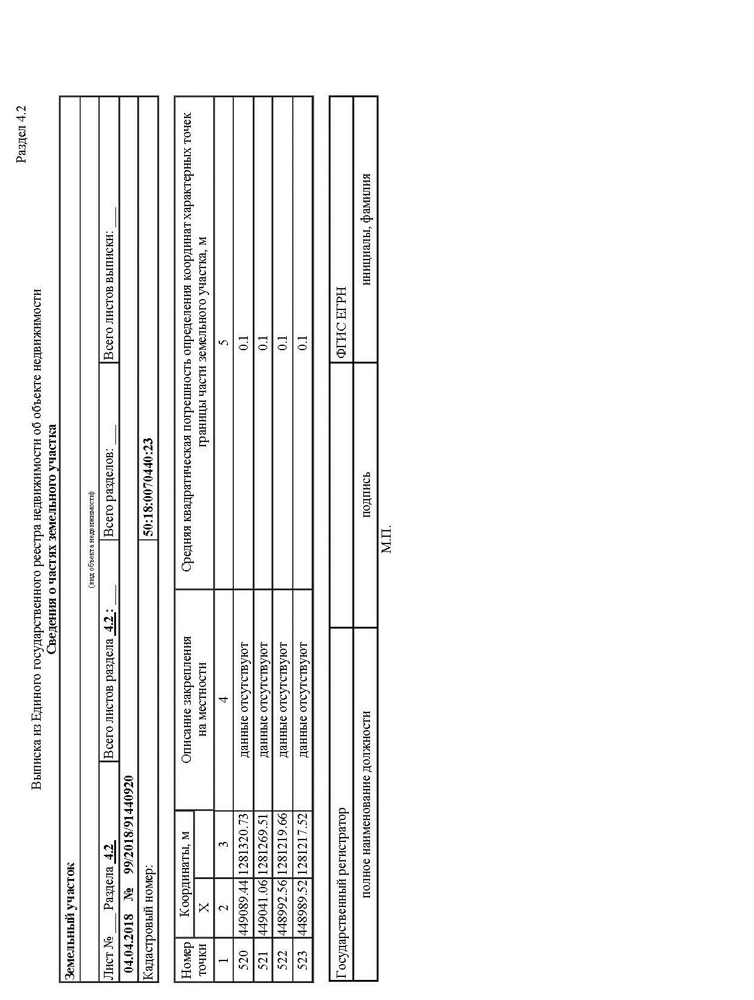 Раздел 4.2
Выписка из Единого государственного реестра недвижимости об объекте недвижимости
Сведения о частях земельного участка
Земельный участок
(вид объекта недвижимости)
Лист № ___ Раздела 4.2 Всего листов раздела 4.2 : ___ Всего разделов: ___ Всего листов выписки: ___
04.04.2018 № 99/2018/91440920
Кадастровый номер: 50:18:0070440:23
Номер Координаты, м Описание закрепления Средняя квадратическая погрешность определения координат характерных точек
точки X на местности границы части земельного участка, м
1 2 3 4 5
520 449089.44 1281320.73 данные отсутствуют 0.1
521 449041.06 1281269.51 данные отсутствуют 0.1
522 448992.56 1281219.66 данные отсутствуют 0.1
523 448989.52 1281217.52 данные отсутствуют 0.1
Государственный регистратор ФГИС ЕГРН
полное наименование должности подпись инициалы, фамилия
М.П.